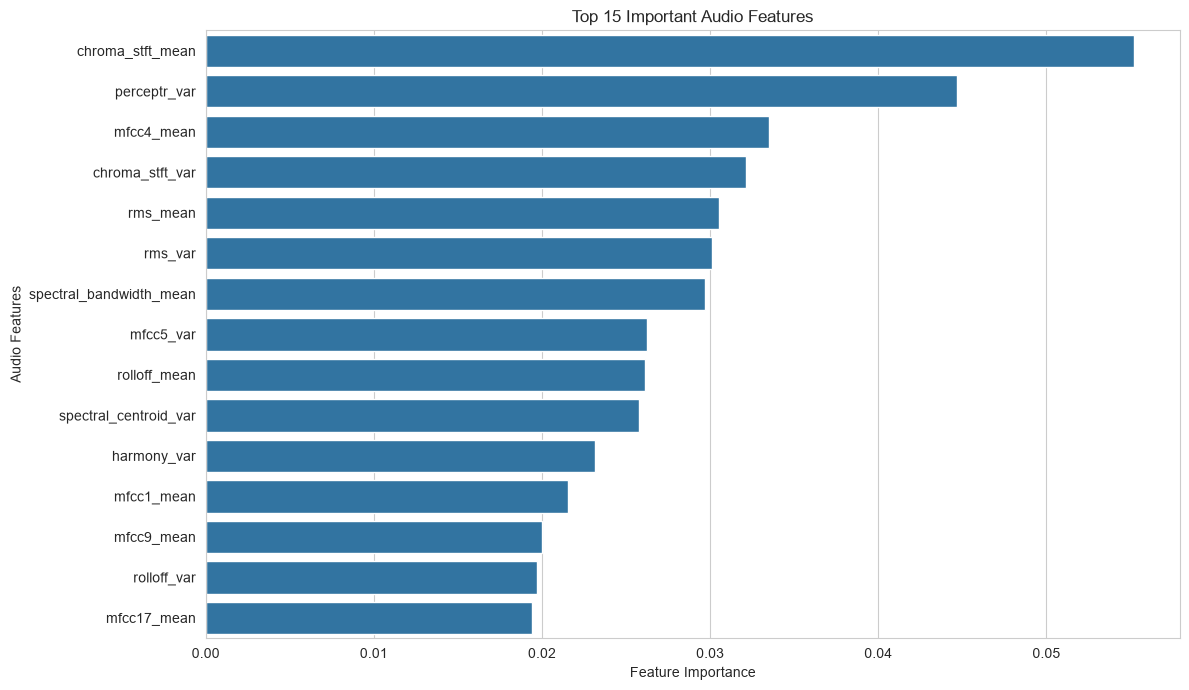 Top 15 Important Audio Features
Audio Features
chroma_stft_mean
perceptr_var
mfcc4_mean
chroma_stft_var
rms_mean
rms_var
spectral_bandwidth_mean
mfcc5_var
rolloff_mean
spectral_centroid_var
harmony_var
mfcc1_mean
mfcc9_mean
rolloff_var
mfcc17_mean
0.00 0.01 0.02 0.03 0.04 0.05
Feature Importance